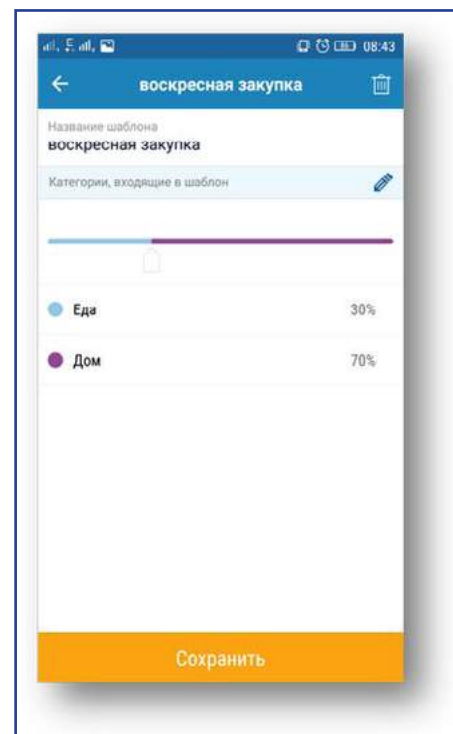 08:43
воскресная закупка
Название шаблона
воскресная закупка
Категории, входящие в шаблон
Еда 30%
Дом 70%
Сохранить